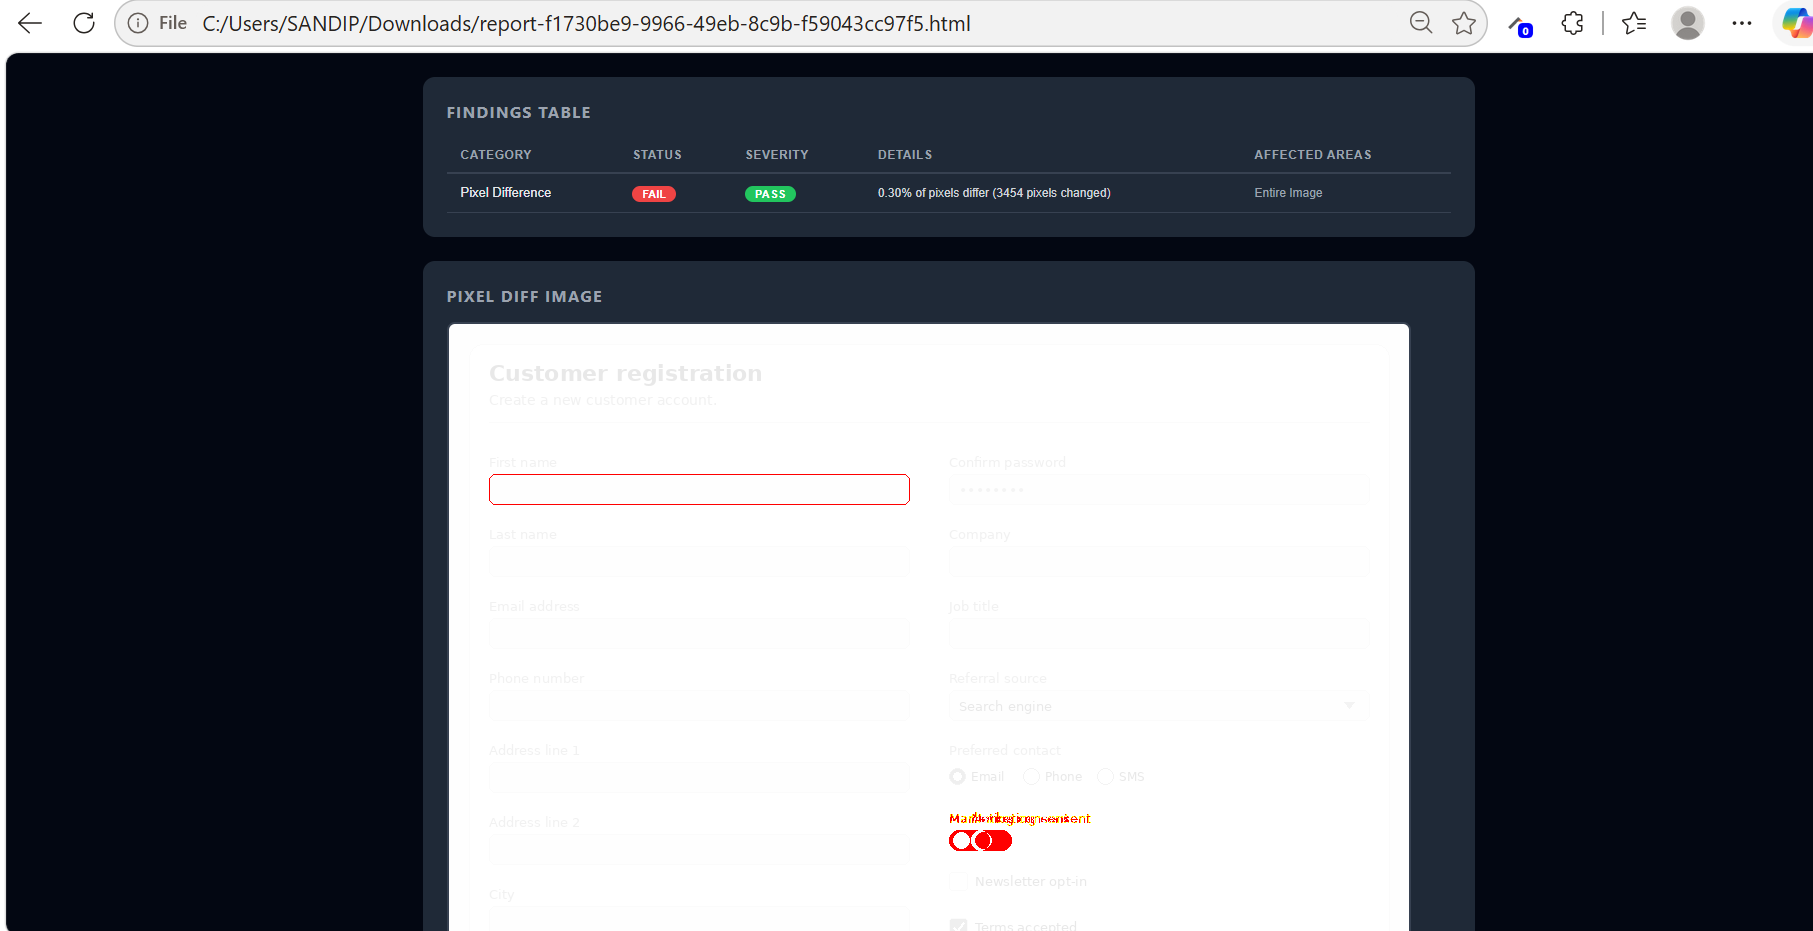 File C:/Users/SANDIP/Downloads/report-f1730be9-9966-49eb-8c9b-f59043cc97f5.html
0
FINDINGS TABLE
CATEGORY STATUS SEVERITY DETAILS AFFECTED AREAS
Pixel Difference FAIL PASS 0.30% of pixels differ (3454 pixels changed) Entire Image
PIXEL DIFF IMAGE
Customer registration
Create a new customer account.
First name
Last name
Email address
Phone number
Address line 1
Address line 2
City
Confirm password
Company
Job title
Referral source
Search engine
Preferred contact
Email Phone SMS
Newsletter opt-in
Terms accepted